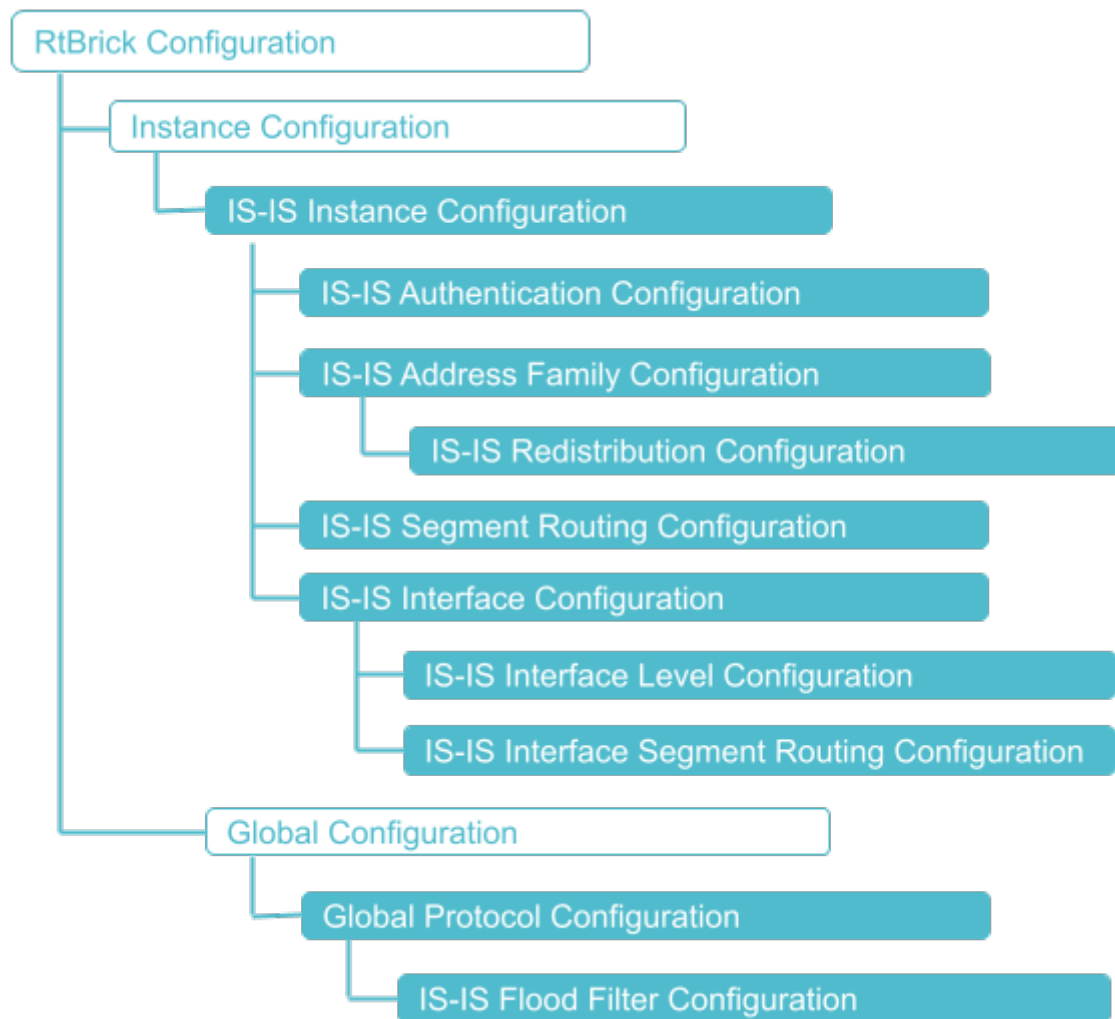 RtBrick Configuration
Instance Configuration
IS-IS Instance Configuration
IS-IS Authentication Configuration
IS-IS Address Family Configuration
IS-IS Redistribution Configuration
IS-IS Segment Routing Configuration
IS-IS Interface Configuration
IS-IS Interface Level Configuration
IS-IS Interface Segment Routing Configuration
Global Configuration
Global Protocol Configuration
IS-IS Flood Filter Configuration